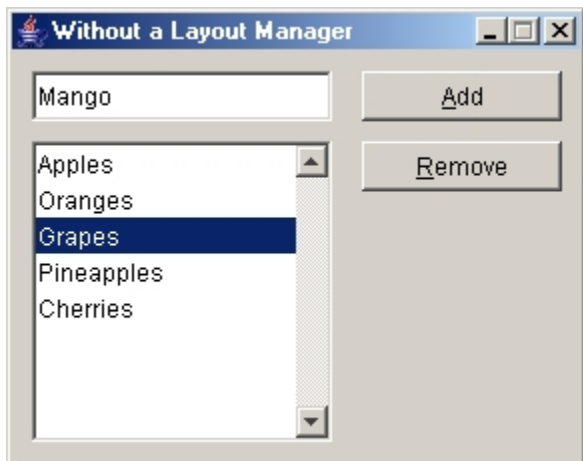 Without a Layout Manager
Mango
Add
Apples
Remove
Oranges
Grapes
Pineapples
Cherries